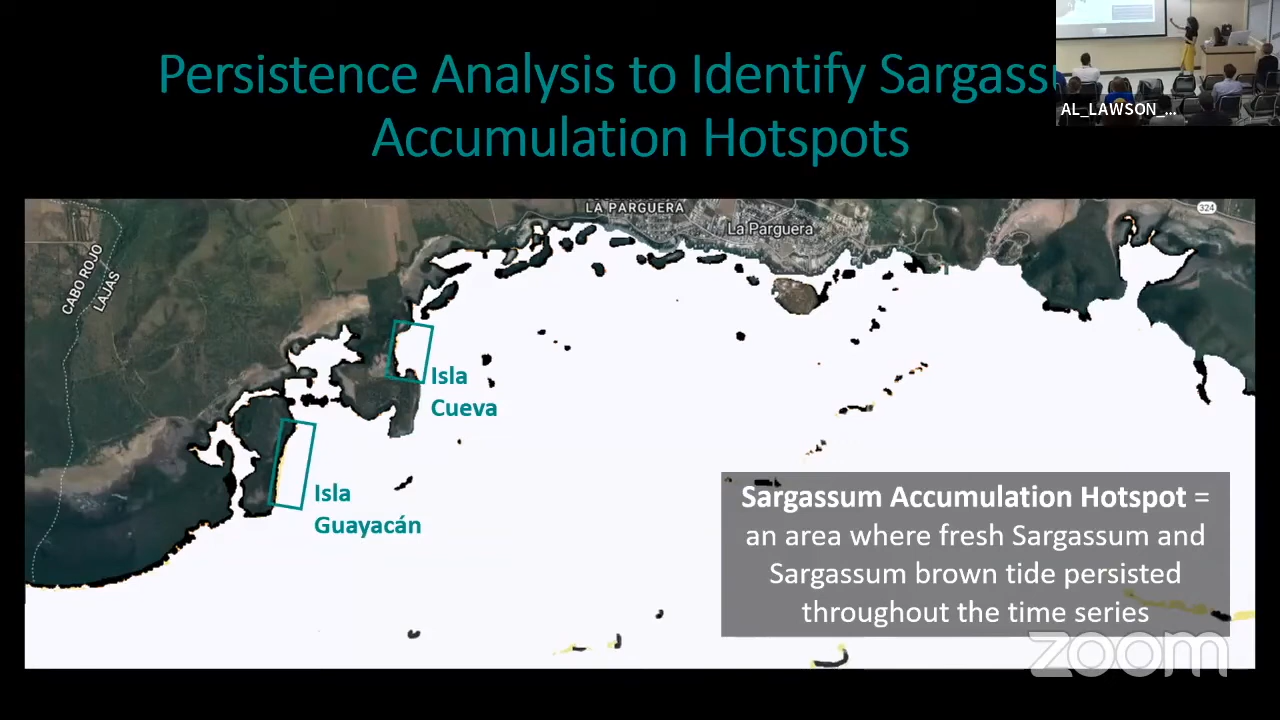 Persistence Analysis to Identify
Accumulation Hotspots
AL_LAWSON_...
LA PARGUERA
La Parguera
324
CABO ROJO
LAJAS
Isla
Cueva
Isla
Guayacán
Sargassum Accumulation Hotspot =
an area where fresh Sargassum and
Sargassum brown tide persisted
throughout the time series
zoom